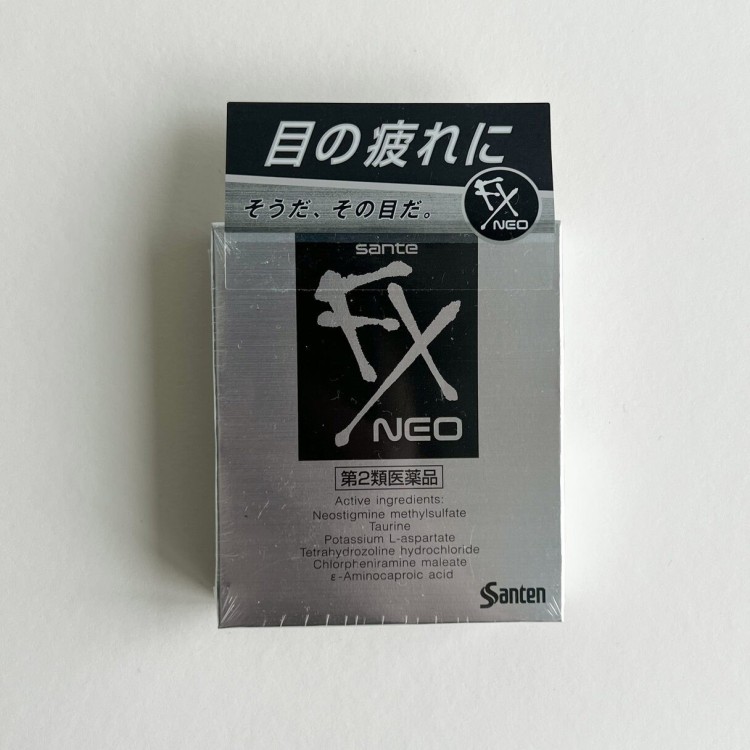 目の疲れに
そうだ、その目だ。
FX
NEO
sante
FX
NEO
第2類医薬品
Active ingredients:
Neostigmine methylsulfate
Taurine
Potassium L-aspartate
Tetrahydrozoline hydrochloride
Chlorpheniramine maleate
ε-Aminocaproic acid
Santen